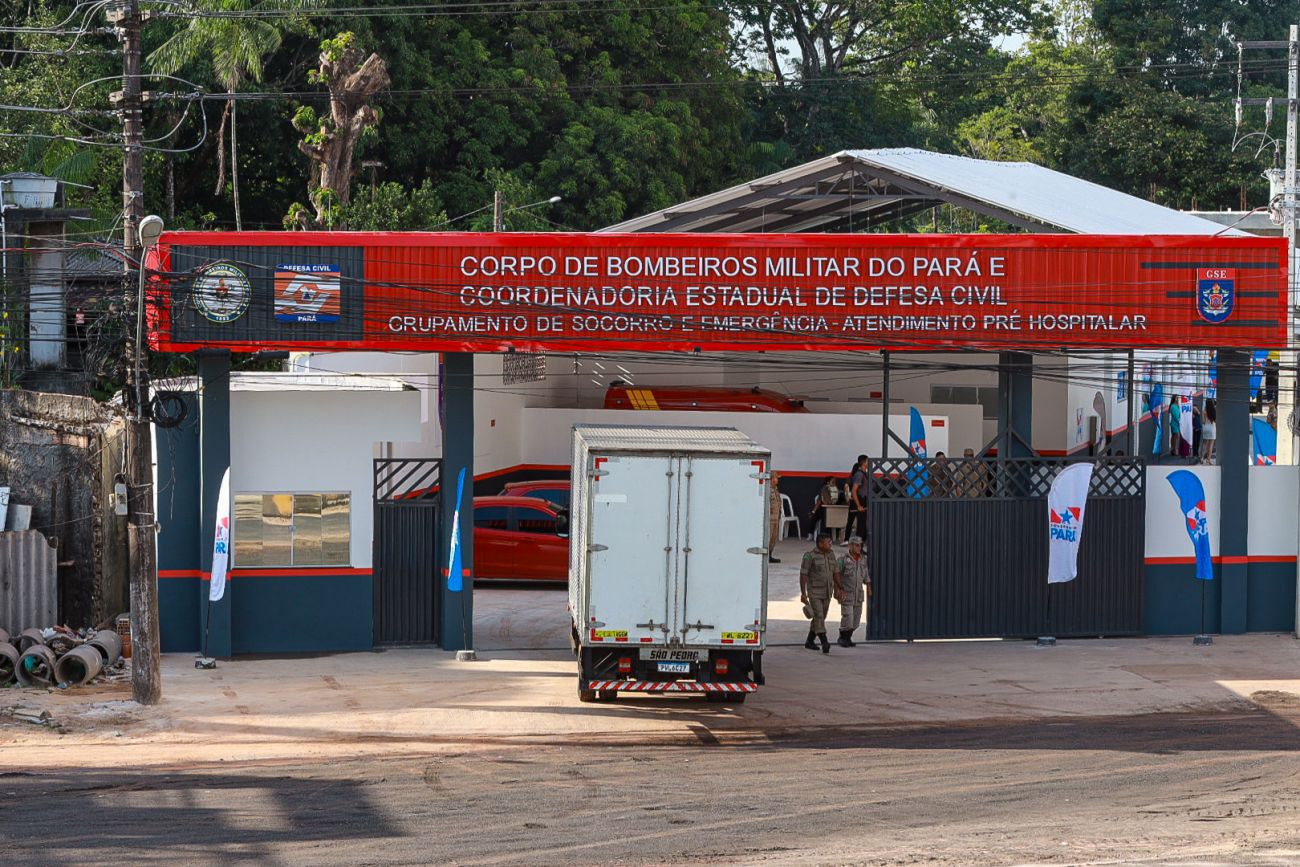 CORPO DE BOMBEIROS MILITAR DO PARÁ E
COORDENADORIA ESTADUAL DE DEFESA CIVIL
GRUPAMENTO DE SOCORRO E EMERGÊNCIA - ATENDIMENTO PRÉ HOSPITALAR
DEFESA CIVIL
PARÁ
GSE
PARÁ
SÃO PEDRO